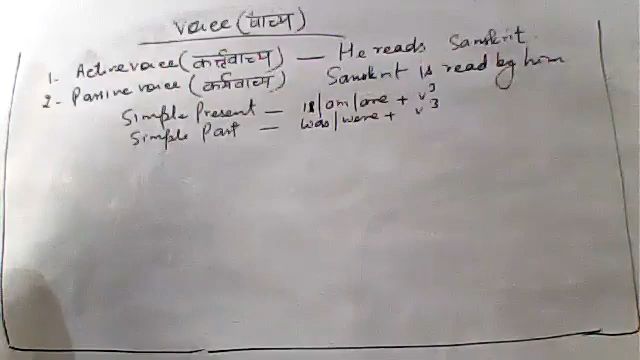 Voice (वाच्य)
1- Active voice (कर्तृवाच्य) — He reads Sanskrit.
2- Passive voice (कर्मवाच्य) Sanskrit is read by him
Simple Present — is/am/are + v3
Simple Past — was/were + v3